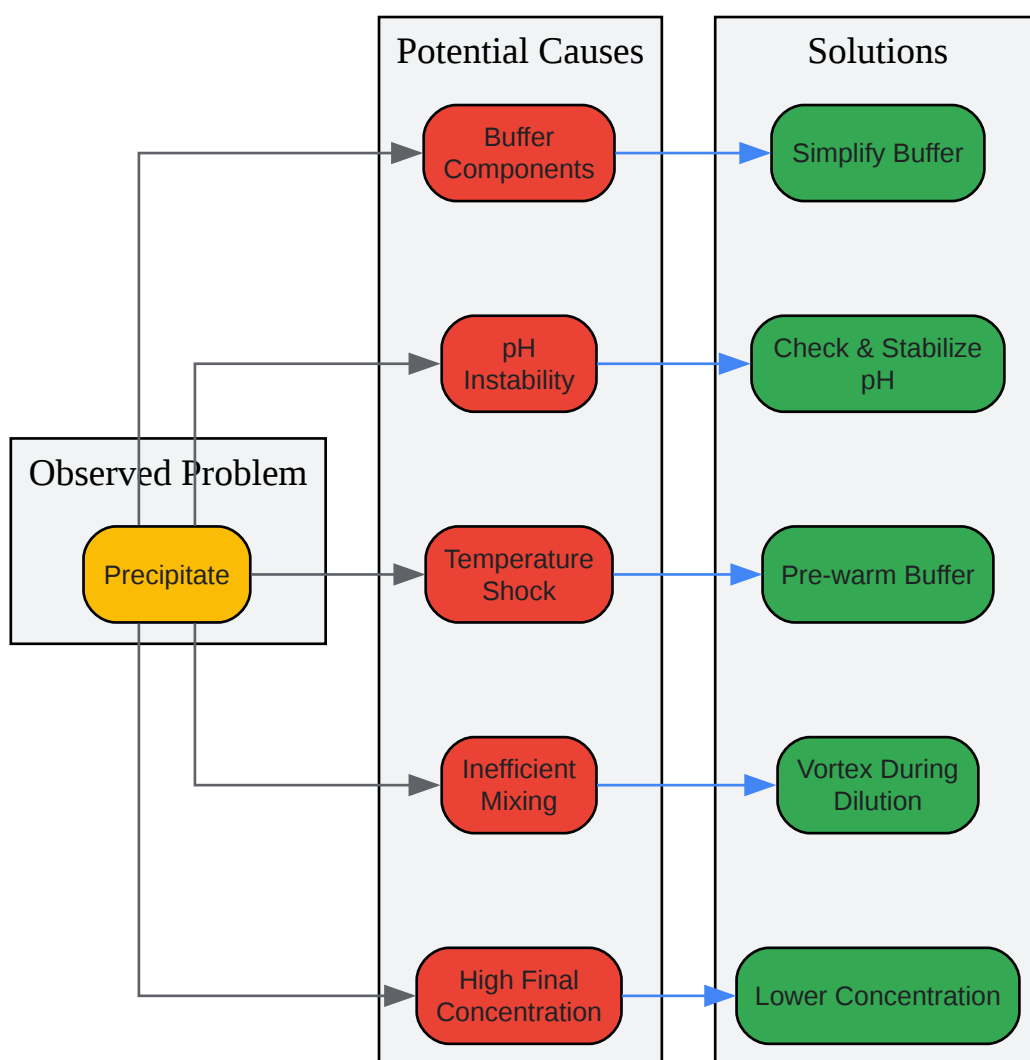 Potential Causes
Solutions
Buffer
Components
Simplify Buffer
pH
Instability
Check & Stabilize
pH
Observed Problem
Precipitate
Temperature
Shock
Pre-warm Buffer
Inefficient
Mixing
Vortex During
Dilution
High Final
Concentration
Lower Concentration